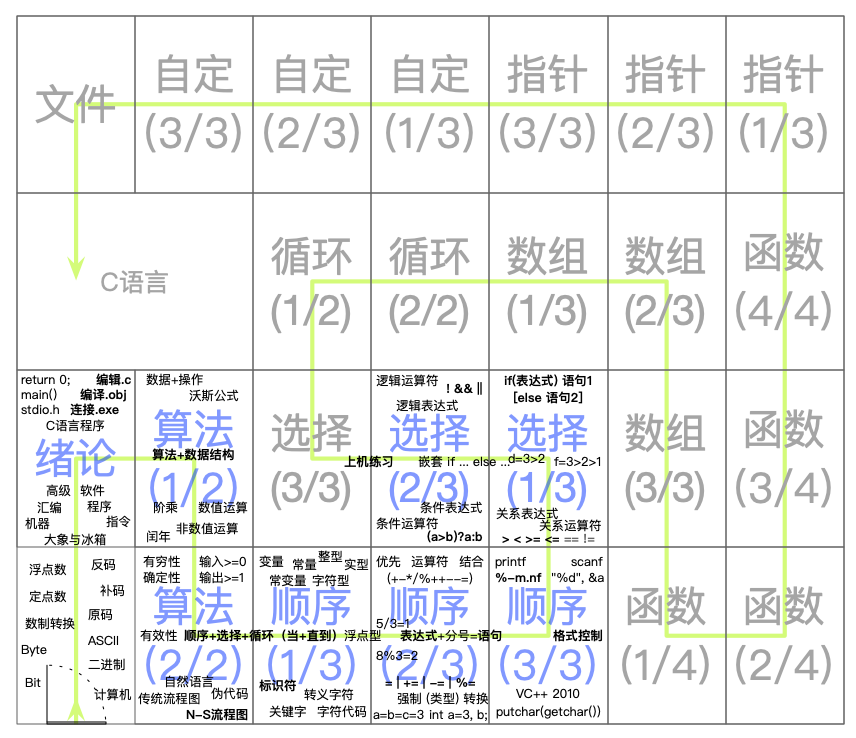 文件
自定
(3/3)
自定
(2/3)
自定
(1/3)
指针
(3/3)
指针
(2/3)
指针
(1/3)
C语言
循环
(1/2)
循环
(2/2)
数组
(1/3)
数组
(2/3)
函数
(4/4)
return 0; 编辑.c
main() 编译.obj
stdio.h 连接.exe
C语言程序
绪论
高级 软件
汇编 程序
机器 指令
大象与冰箱
数据+操作
沃斯公式
算法
算法+数据结构
(1/2)
阶乘 数值运算
闰年 非数值运算
选择
(3/3)
逻辑运算符
! && ||
逻辑表达式
选择
上机练习 嵌套 if ... else ...
(2/3)
条件表达式
条件运算符
(a>b)?a:b
if(表达式) 语句1
[else 语句2]
选择
d=3>2 f=3>2>1
(1/3)
关系表达式
关系运算符
> < >= <= == !=
数组
(3/3)
函数
(3/4)
浮点数 反码
定点数 补码
数制转换 原码
ASCII
Byte 二进制
Bit 计算机
有穷性 输入>=0
确定性 输出>=1
算法
有效性 顺序+选择+循环（当+直到）
(2/2)
自然语言
传统流程图 伪代码
N-S流程图
变量 常量 整型 实型
常变量 字符型
顺序
浮点型
(1/3)
标识符
转义字符
关键字 字符代码
优先 运算符 结合
(+-*/%++--=)
顺序
5/3=1
表达式+分号=语句
8%3=2
(2/3)
= | += | -= | %=
强制 (类型) 转换
a=b=c=3 int a=3, b;
printf scanf
%-m.nf "%d", &a
顺序
格式控制
(3/3)
VC++ 2010
putchar(getchar())
函数
(1/4)
函数
(2/4)